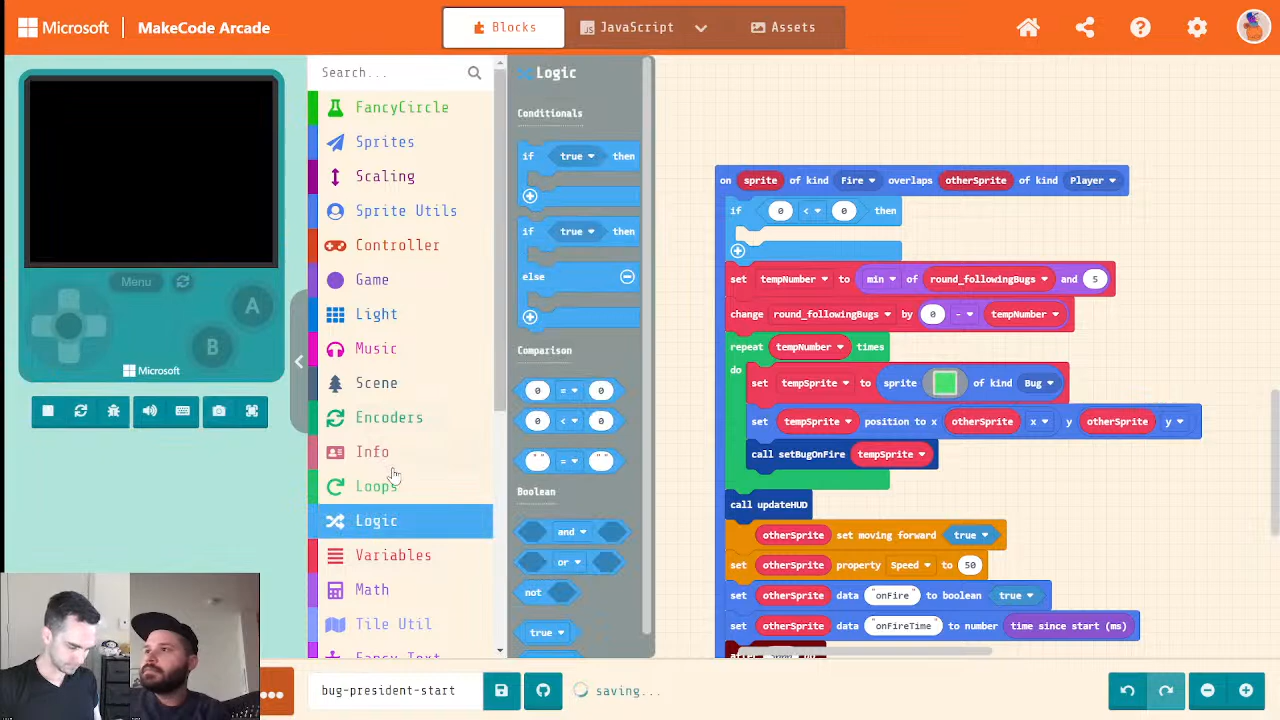 Microsoft | MakeCode Arcade
Blocks
JavaScript
Assets
Menu
A
B
Microsoft
Search...
FancyCircle
Sprites
Scaling
Sprite Utils
Controller
Game
Light
Music
Scene
Encoders
Info
Loops
Logic
Variables
Math
Tile Util
Fancy Text
Logic
Conditionals
if true then
if true then
else
Comparison
0 = 0
0 < 0
" " = " "
Boolean
and
or
not
true
on sprite of kind Fire overlaps otherSprite of kind Player
if 0 < 0 then
set tempNumber to min of round_followingBugs and 5
change round_followingBugs by 0 - tempNumber
repeat tempNumber times
do
set tempSprite to sprite of kind Bug
set tempSprite position to x otherSprite x y otherSprite y
call setBugOnFire tempSprite
call updateHUD
otherSprite set moving forward true
set otherSprite property Speed to 50
set otherSprite data "onFire" to boolean true
set otherSprite data "onFireTime" to number time since start (ms)
bug-president-start
saving...